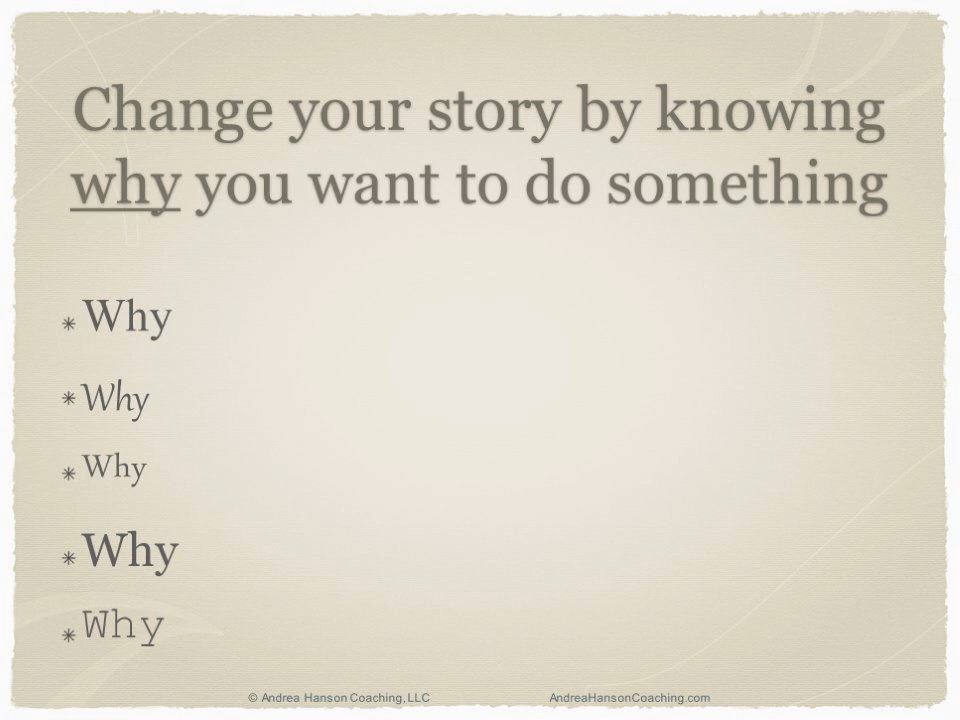 Change your story by knowing
why you want to do something
Why
Why
Why
Why
Why
© Andrea Hanson Coaching, LLC AndreaHansonCoaching.com